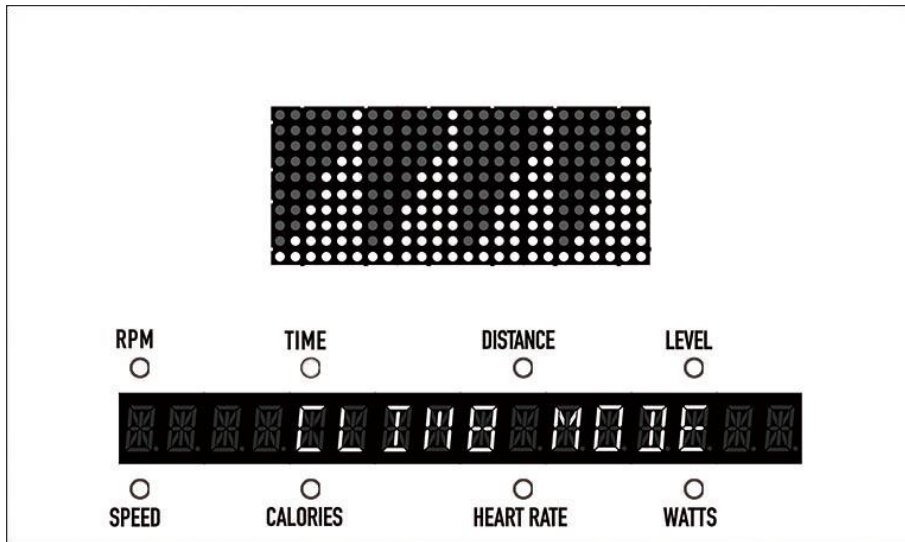 RPM TIME DISTANCE LEVEL
CLIMB MODE
SPEED CALORIES HEART RATE WATTS